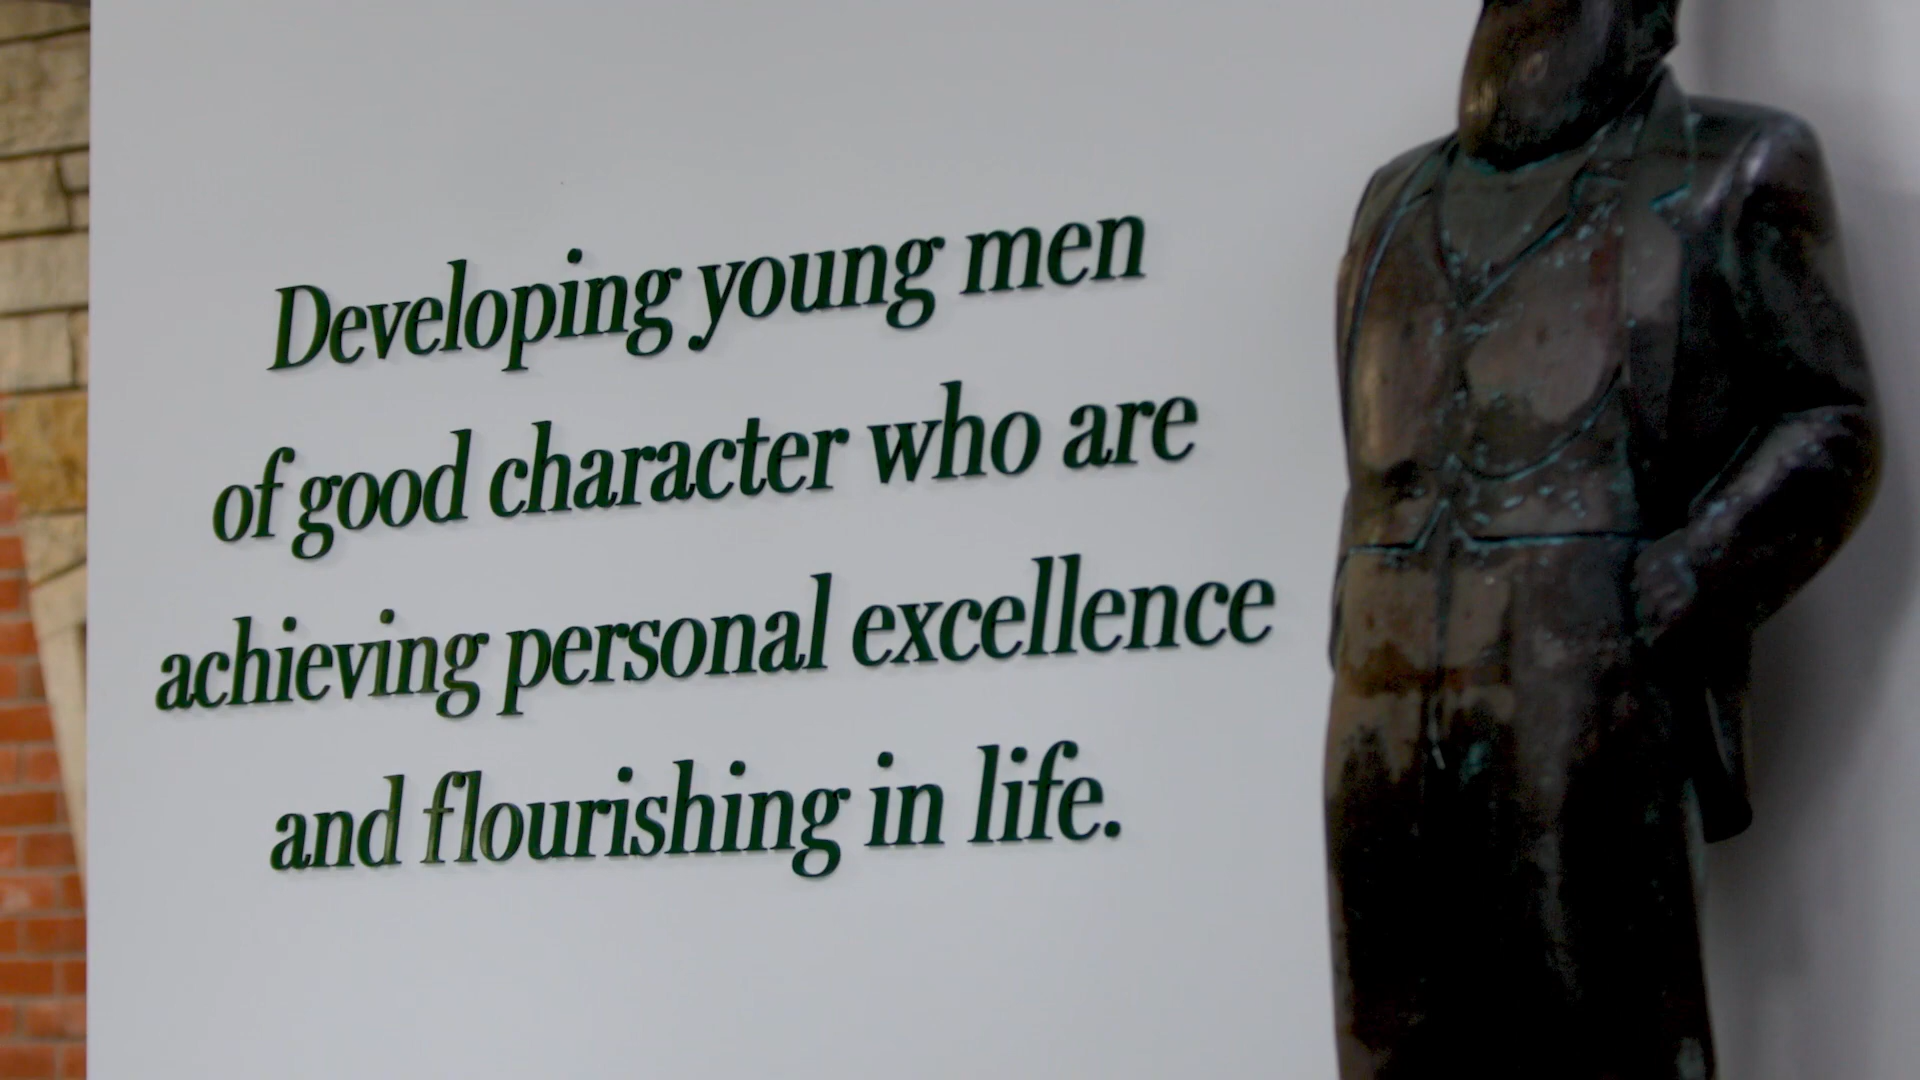 Developing young men
of good character who are
achieving personal excellence
and flourishing in life.